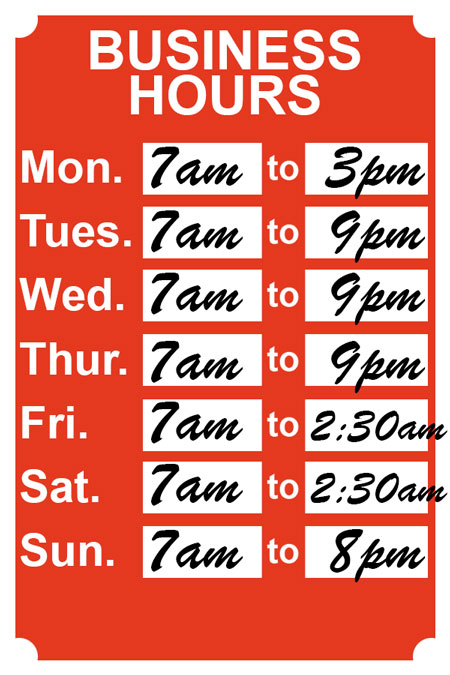 BUSINESS
HOURS
Mon. 7am to 3pm
Tues. 7am to 9pm
Wed. 7am to 9pm
Thur. 7am to 9pm
Fri. 7am to 2:30am
Sat. 7am to 2:30am
Sun. 7am to 8pm